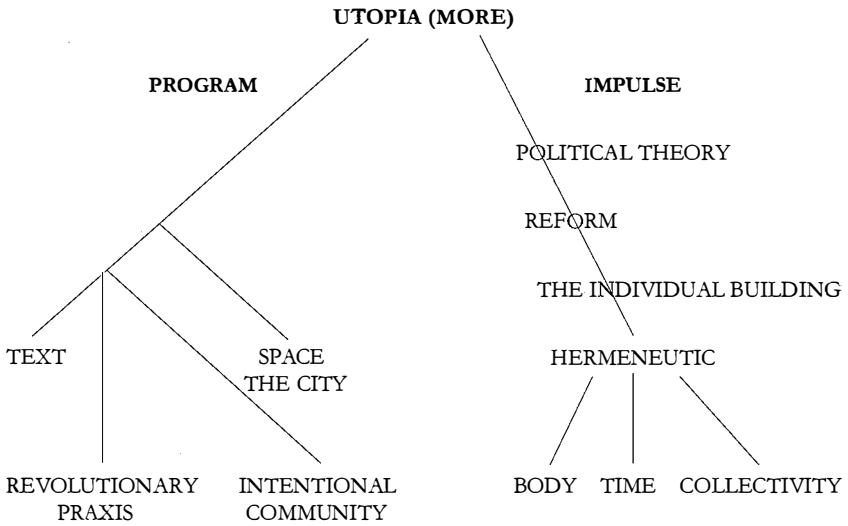 UTOPIA (MORE)
PROGRAM
IMPULSE
POLITICAL THEORY
REFORM
THE INDIVIDUAL BUILDING
TEXT
SPACE
THE CITY
HERMENEUTIC
REVOLUTIONARY
PRAXIS
INTENTIONAL
COMMUNITY
BODY
TIME
COLLECTIVITY